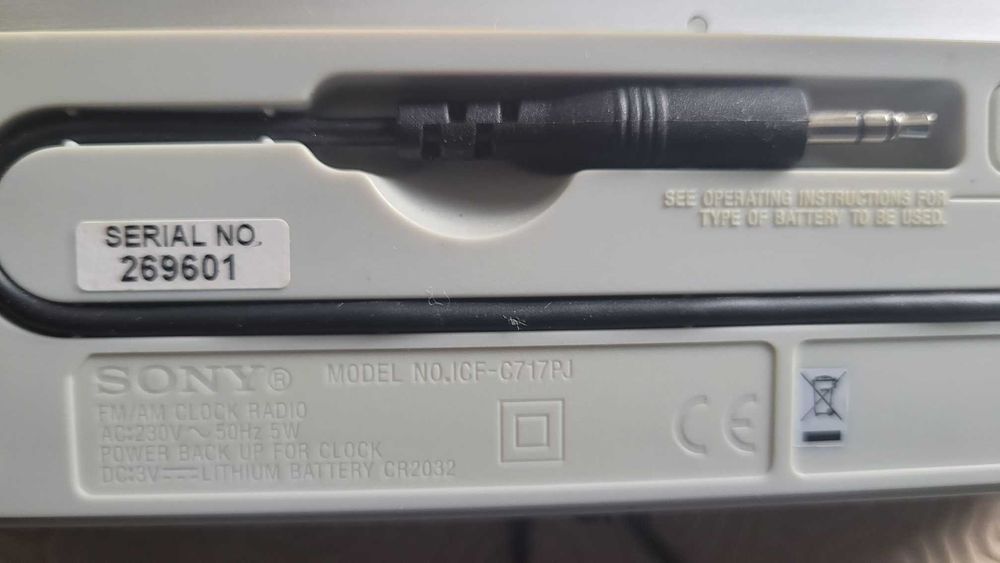 SEE OPERATING INSTRUCTIONS FOR
TYPE OF BATTERY TO BE USED.
SERIAL NO.
269601
SONY®
MODEL NO.ICF-C717PJ
FM/AM CLOCK RADIO
AC:230V ~ 50Hz 5W
POWER BACK UP FOR CLOCK
DC:3V⎓LITHIUM BATTERY CR2032
CE